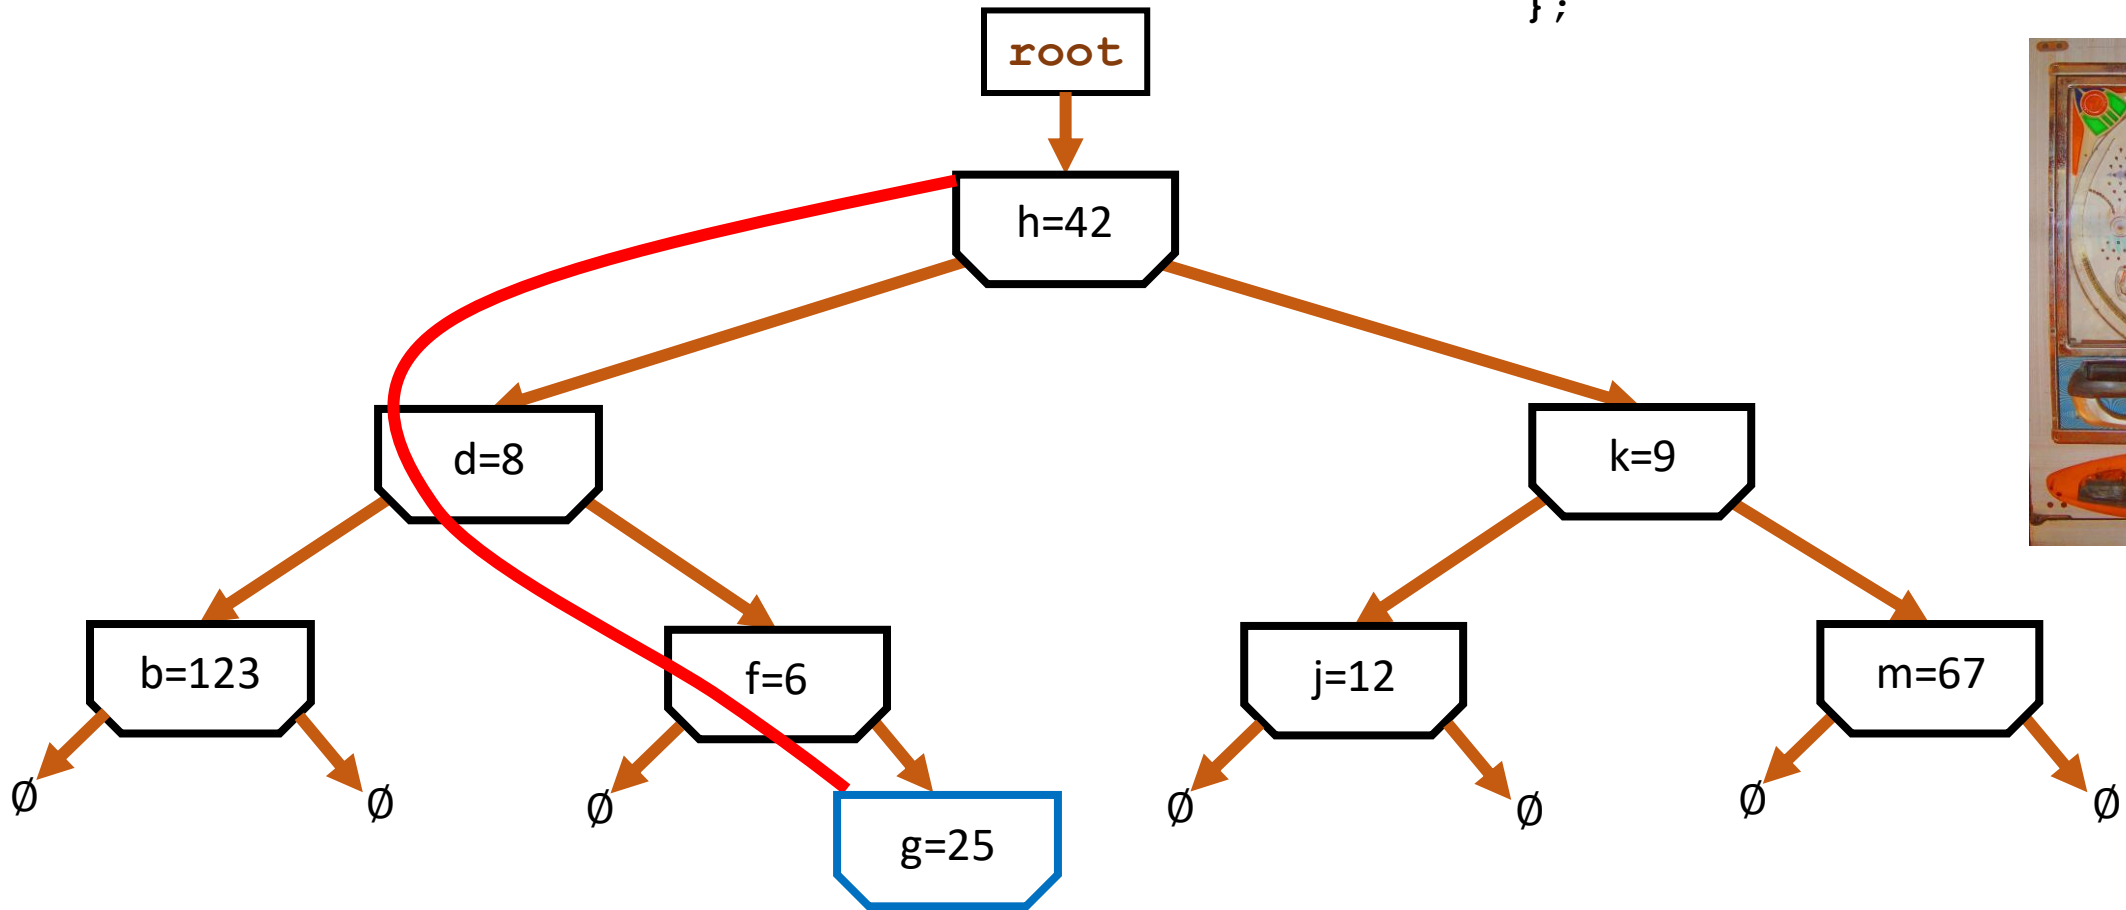 };
root
h=42
d=8
k=9
b=123
f=6
j=12
m=67
Ø
Ø
Ø
Ø
Ø
Ø
Ø
g=25